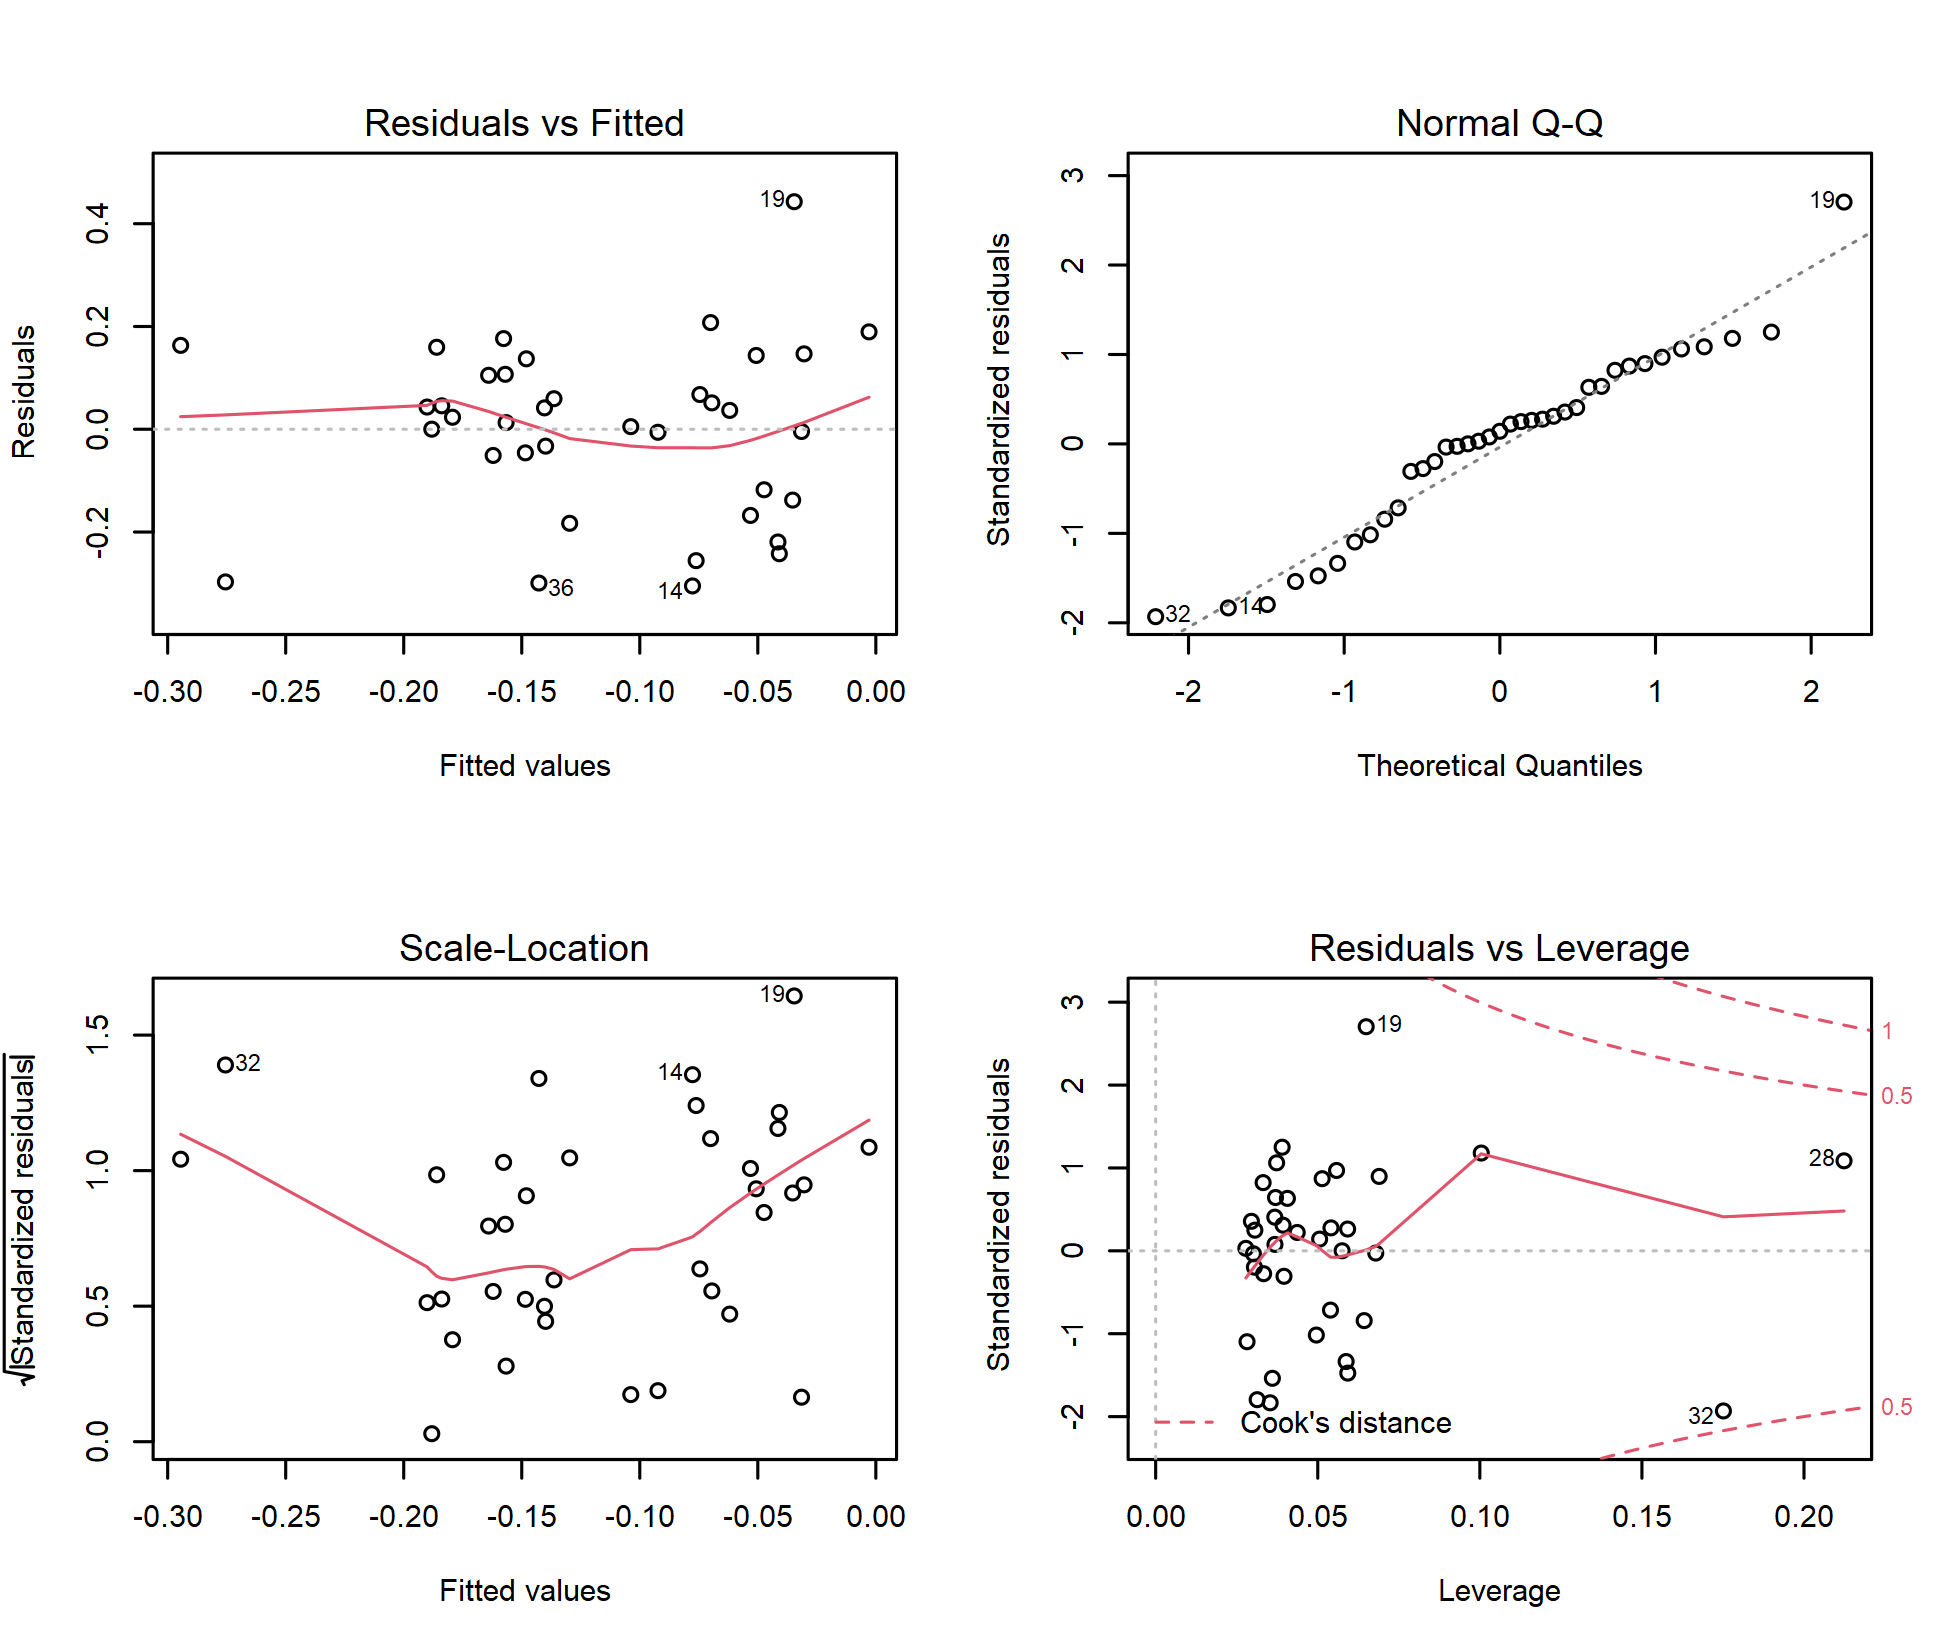 Residuals vs Fitted
Residuals
0.4
0.2
0.0
-0.2
19
36
14
-0.30 -0.25 -0.20 -0.15 -0.10 -0.05 0.00
Fitted values
Normal Q-Q
Standardized residuals
3
2
1
0
-1
-2
19
32
14
-2 -1 0 1 2
Theoretical Quantiles
Scale-Location
√|Standardized residuals|
1.5
1.0
0.5
0.0
19
32
14
-0.30 -0.25 -0.20 -0.15 -0.10 -0.05 0.00
Fitted values
Residuals vs Leverage
Standardized residuals
3
2
1
0
-1
-2
19
28
32
1
0.5
0.5
Cook's distance
0.00 0.05 0.10 0.15 0.20
Leverage